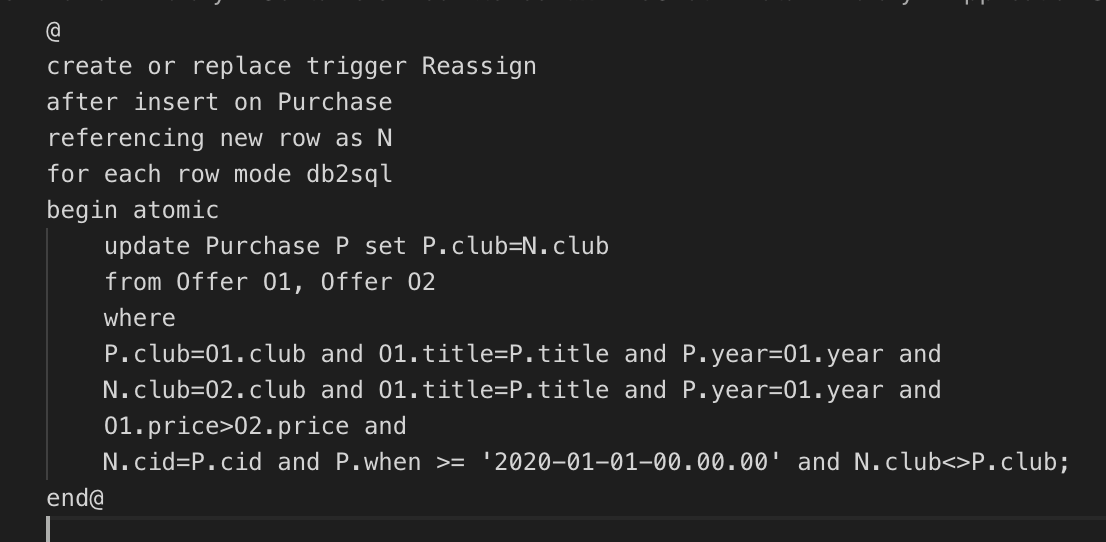 @
create or replace trigger Reassign
after insert on Purchase
referencing new row as N
for each row mode db2sql
begin atomic
update Purchase P set P.club=N.club
from Offer O1, Offer O2
where
P.club=O1.club and O1.title=P.title and P.year=O1.year and
N.club=O2.club and O1.title=P.title and P.year=O1.year and
O1.price>O2.price and
N.cid=P.cid and P.when >= '2020-01-01-00.00.00' and N.club<>P.club;
end@